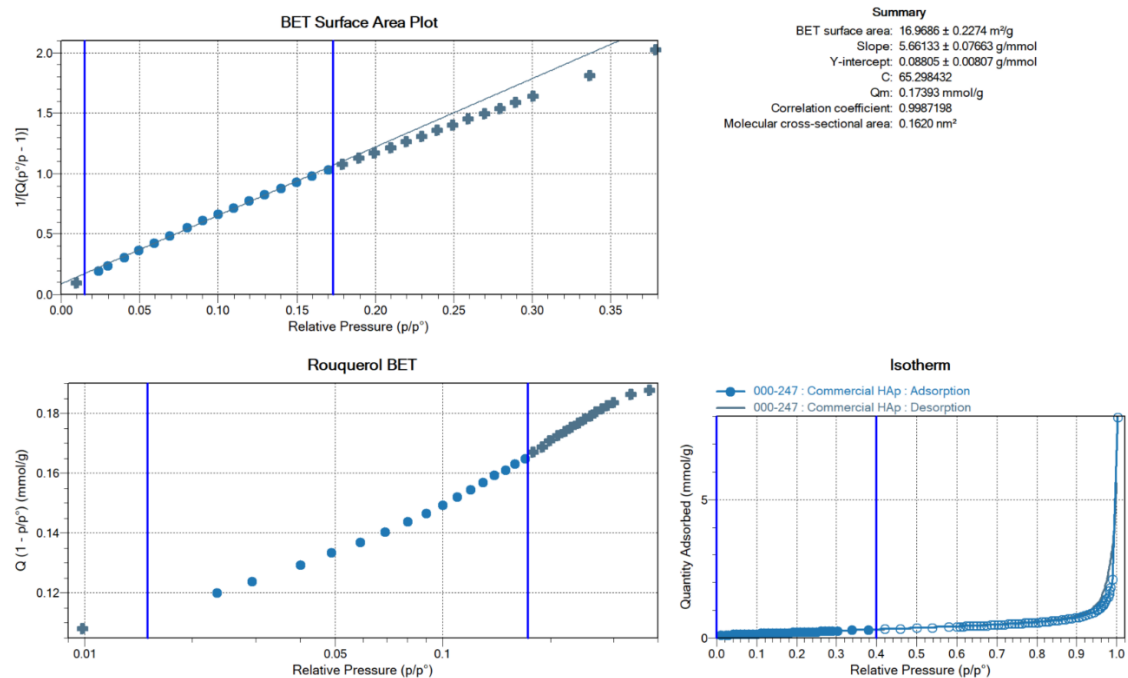 BET Surface Area Plot
2.0
1.5
1.0
0.5
0.0
1/[Q(p°/p - 1)]
0.00 0.05 0.10 0.15 0.20 0.25 0.30 0.35
Relative Pressure (p/p°)
Summary
BET surface area: 16.9686 ± 0.2274 m²/g
Slope: 5.66133 ± 0.07663 g/mmol
Y-intercept: 0.08805 ± 0.00807 g/mmol
C: 65.298432
Qm: 0.17393 mmol/g
Correlation coefficient: 0.9987198
Molecular cross-sectional area: 0.1620 nm²
Rouquerol BET
0.18
0.16
0.14
0.12
Q (1 - p/p°) (mmol/g)
0.01 0.05 0.1
Relative Pressure (p/p°)
Isotherm
000-247 : Commercial HAp : Adsorption
000-247 : Commercial HAp : Desorption
5
0
Quantity Adsorbed (mmol/g)
0.0 0.1 0.2 0.3 0.4 0.5 0.6 0.7 0.8 0.9 1.0
Relative Pressure (p/p°)